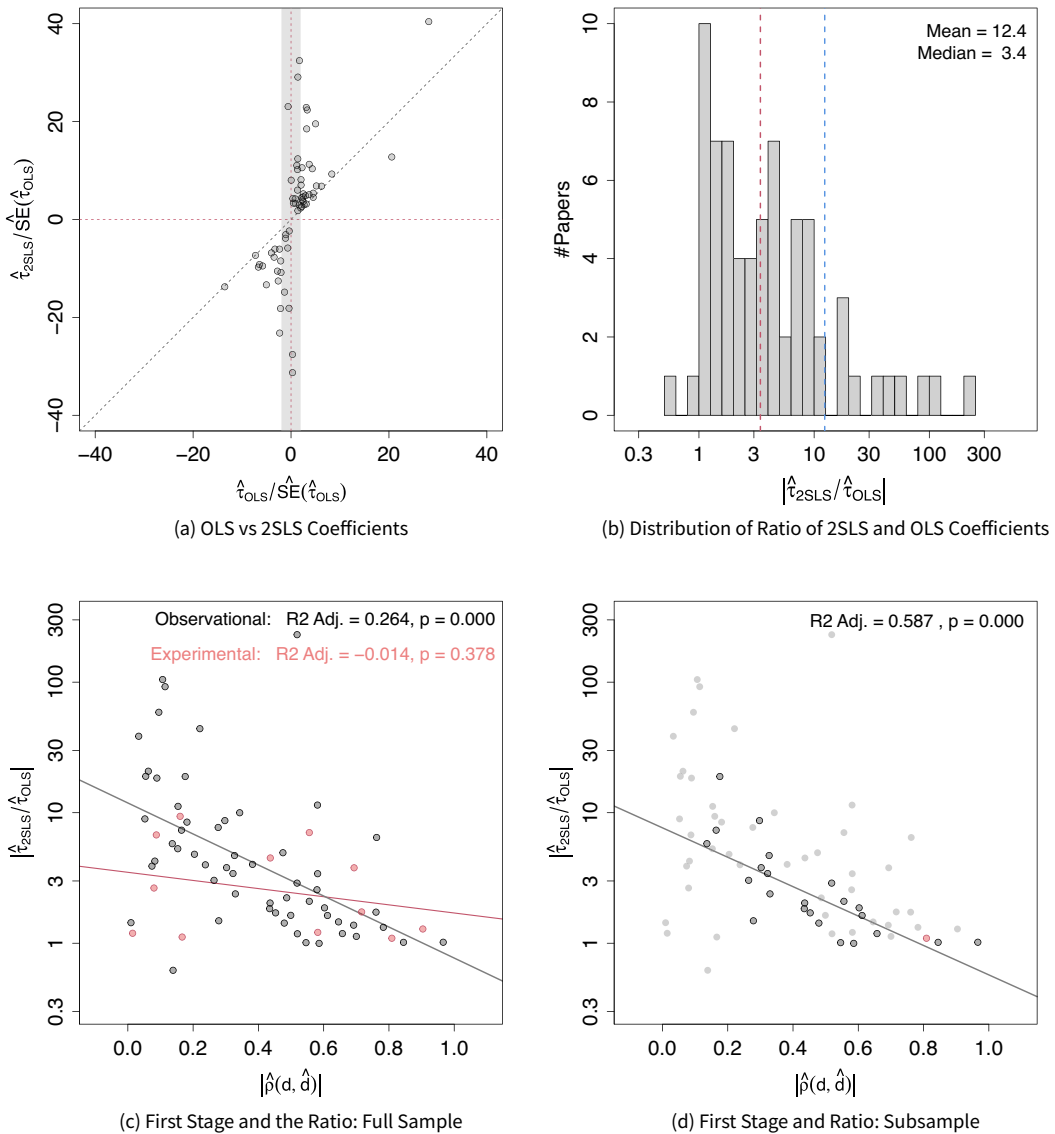 40
20
0
−20
−40
τ̂2SLS/ŜE(τ̂OLS)
−40 −20 0 20 40
τ̂OLS/ŜE(τ̂OLS)
(a) OLS vs 2SLS Coefficients
Mean = 12.4
Median = 3.4
10
8
6
4
2
0
#Papers
0.3 1 3 10 30 100 300
|τ̂2SLS/τ̂OLS|
(b) Distribution of Ratio of 2SLS and OLS Coefficients
Observational: R2 Adj. = 0.264, p = 0.000
Experimental: R2 Adj. = −0.014, p = 0.378
300
100
30
10
3
1
0.3
|τ̂2SLS/τ̂OLS|
0.0 0.2 0.4 0.6 0.8 1.0
|ρ̂(d, d̂)|
(c) First Stage and the Ratio: Full Sample
R2 Adj. = 0.587 , p = 0.000
300
100
30
10
3
1
0.3
|τ̂2SLS/τ̂OLS|
0.0 0.2 0.4 0.6 0.8 1.0
|ρ̂(d, d̂)|
(d) First Stage and Ratio: Subsample